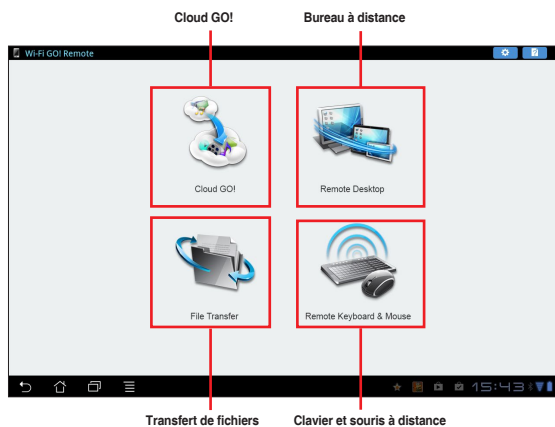 Cloud GO!
Bureau à distance
Wi-Fi GO! Remote
Cloud GO!
Remote Desktop
File Transfer
Remote Keyboard & Mouse
15:43
Transfert de fichiers
Clavier et souris à distance